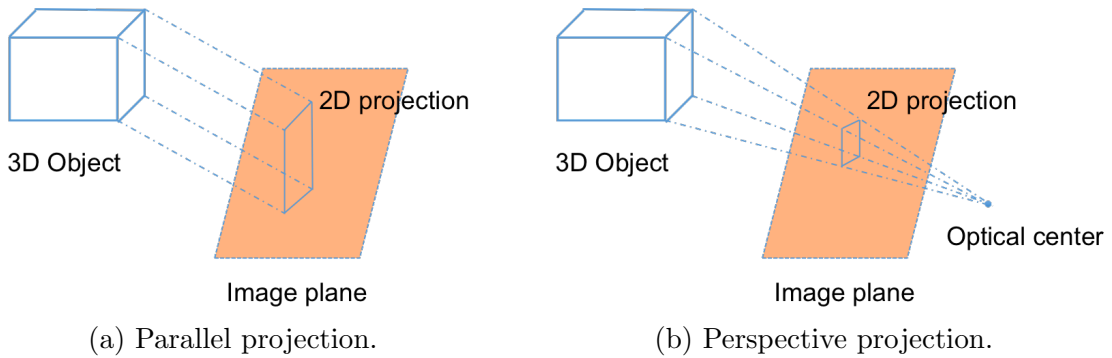 2D projection
3D Object
Image plane
(a) Parallel projection.
2D projection
3D Object
Optical center
Image plane
(b) Perspective projection.